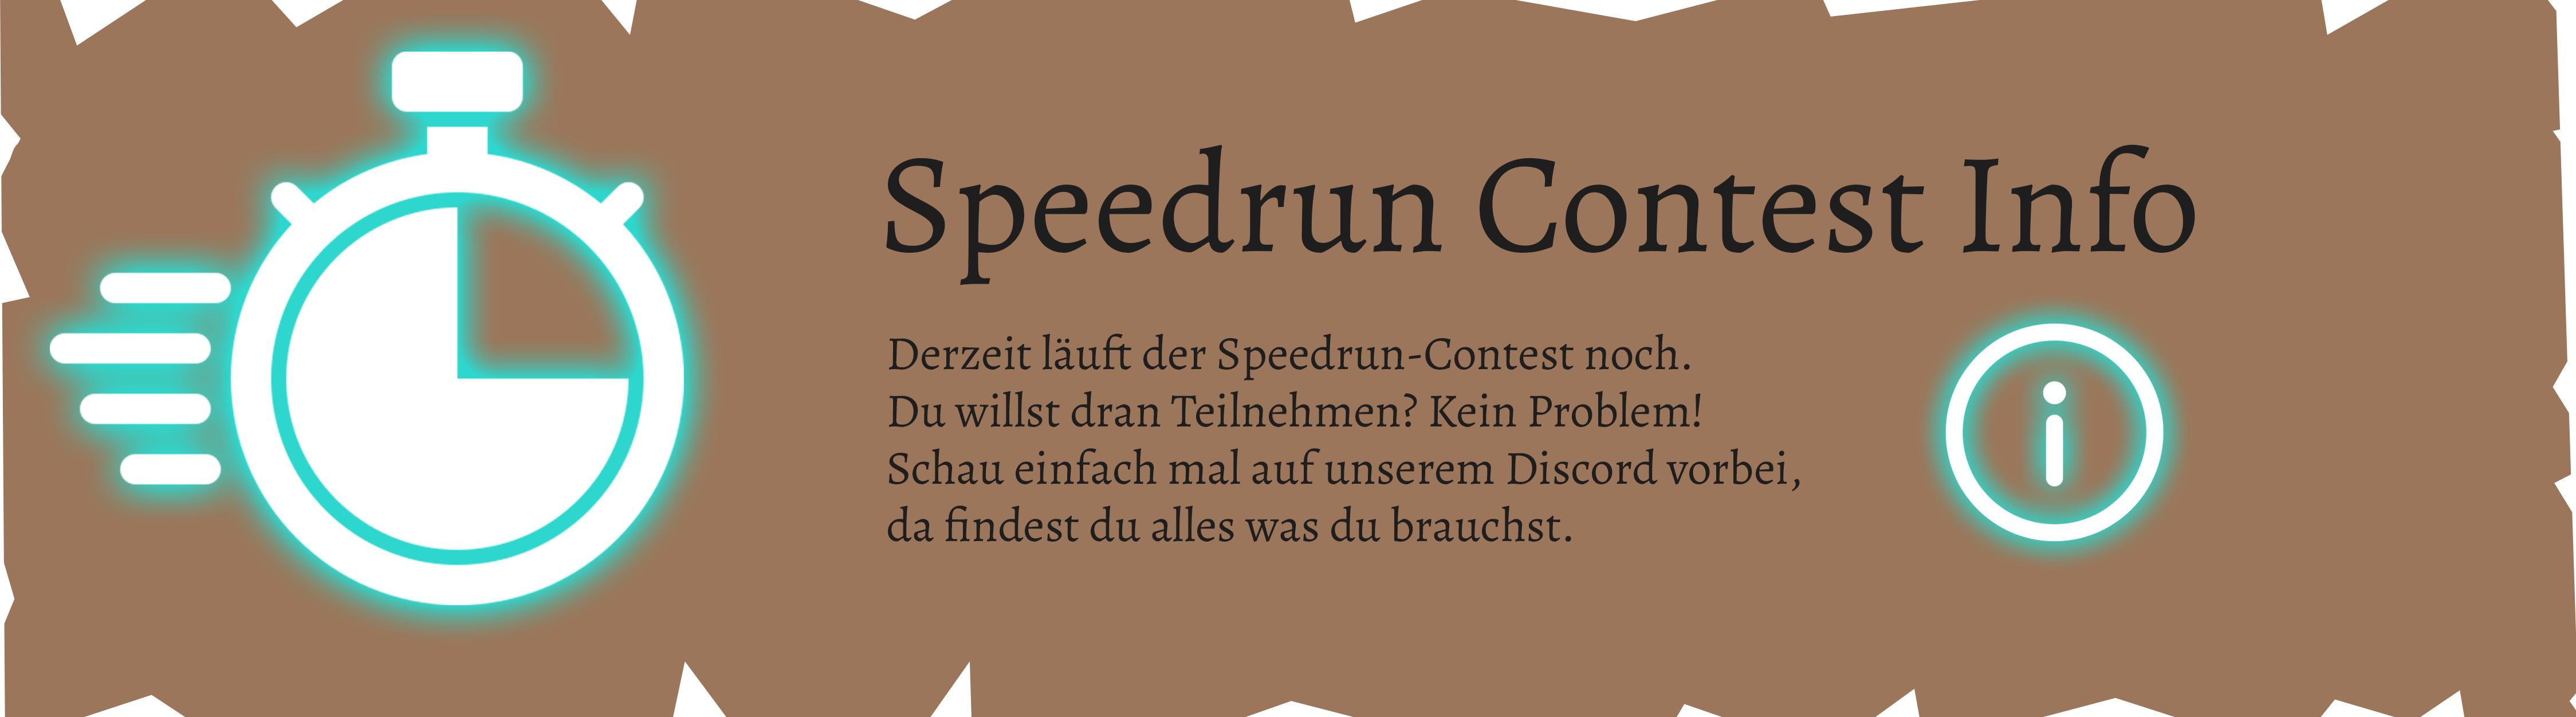 Speedrun Contest Info
Derzeit läuft der Speedrun-Contest noch.
Du willst dran Teilnehmen? Kein Problem!
Schau einfach mal auf unserem Discord vorbei,
da findest du alles was du brauchst.
i